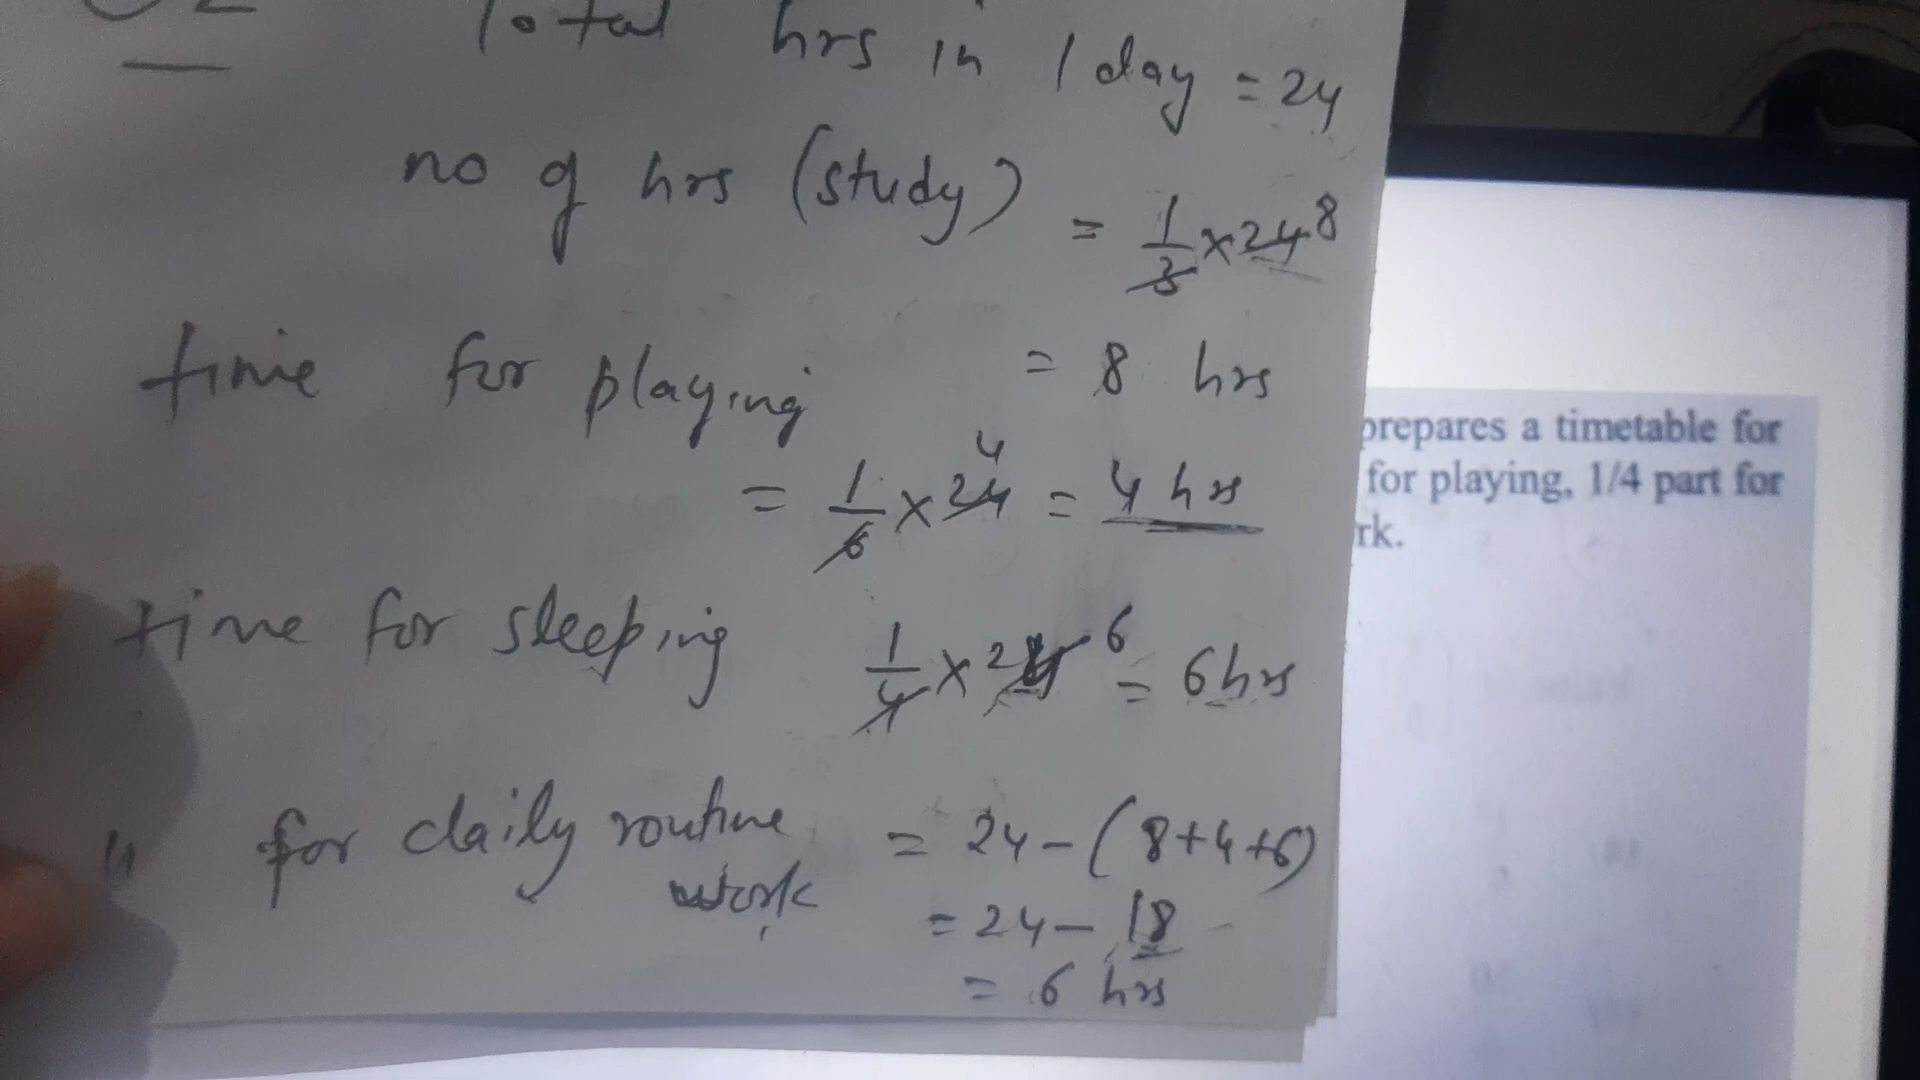 Total hrs in 1 day = 24
no of hrs (study) = 1/3 × 24 8
= 8 hrs
time for playing
= 1/6 × 24 4 = 4 hrs
time for sleeping 1/4 × 24 6 = 6 hrs
" for daily routine work = 24 - (8+4+6)
= 24 - 18
= 6 hrs
prepares a timetable for
for playing, 1/4 part for
rk.